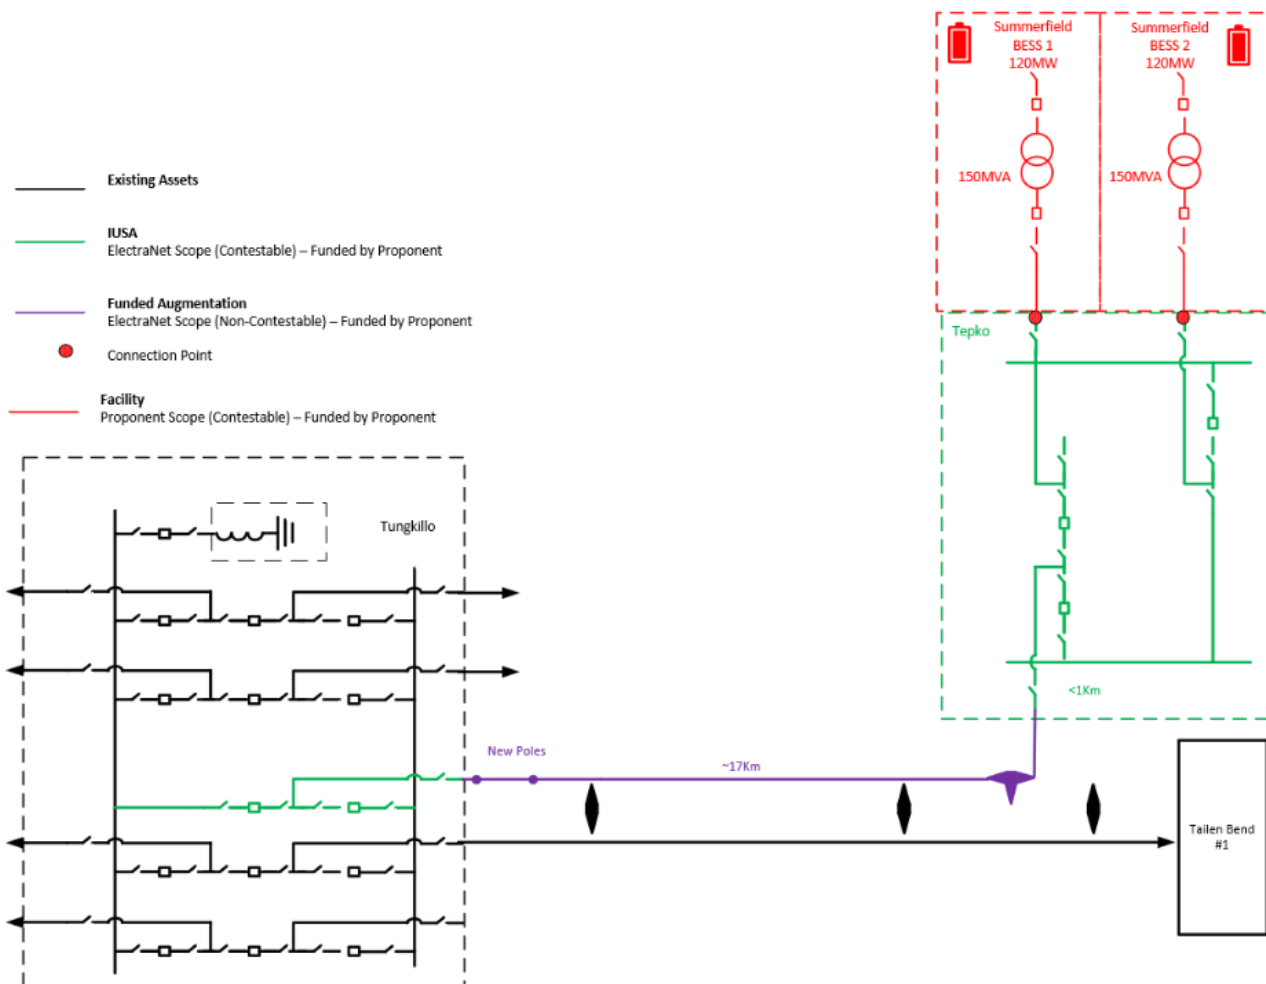 Summerfield
BESS 1
120MW
Summerfield
BESS 2
120MW
150MVA
150MVA
Existing Assets
IUSA
ElectraNet Scope (Contestable) – Funded by Proponent
Funded Augmentation
ElectraNet Scope (Non-Contestable) – Funded by Proponent
Connection Point
Facility
Proponent Scope (Contestable) – Funded by Proponent
Tepko
<1Km
Tungkillo
New Poles
~17Km
Tailen Bend
#1